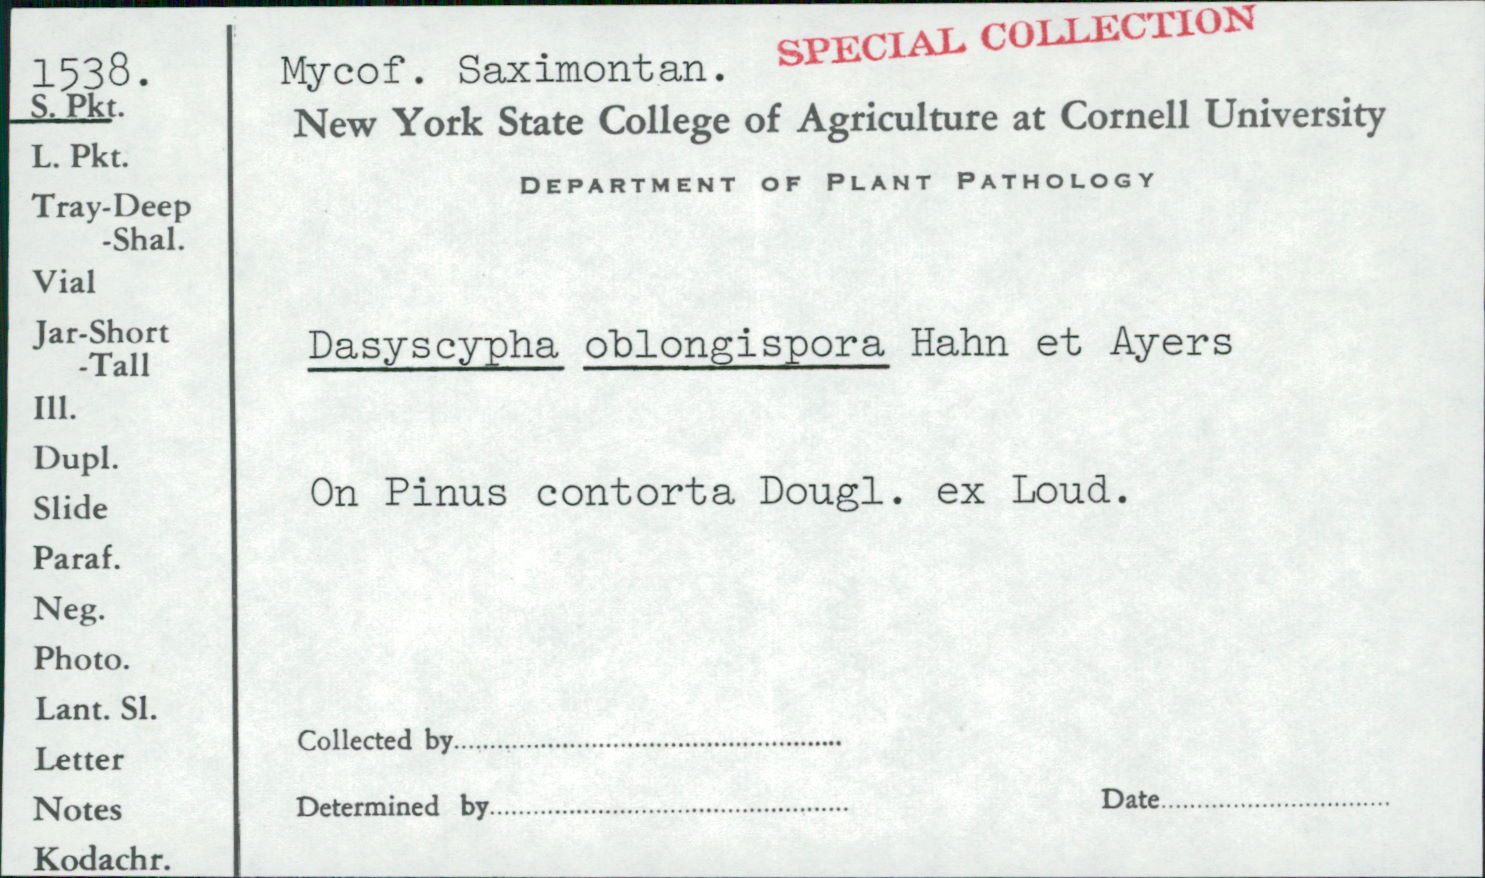 1538.
S. Pkt.
L. Pkt.
Tray-Deep
-Shal.
Vial
Jar-Short
-Tall
Ill.
Dupl.
Slide
Paraf.
Neg.
Photo.
Lant. Sl.
Letter
Notes
Kodachr.
Mycof. Saximontan.
SPECIAL COLLECTION
New York State College of Agriculture at Cornell University
DEPARTMENT OF PLANT PATHOLOGY
Dasyscypha oblongispora Hahn et Ayers
On Pinus contorta Dougl. ex Loud.
Collected by
Determined by
Date